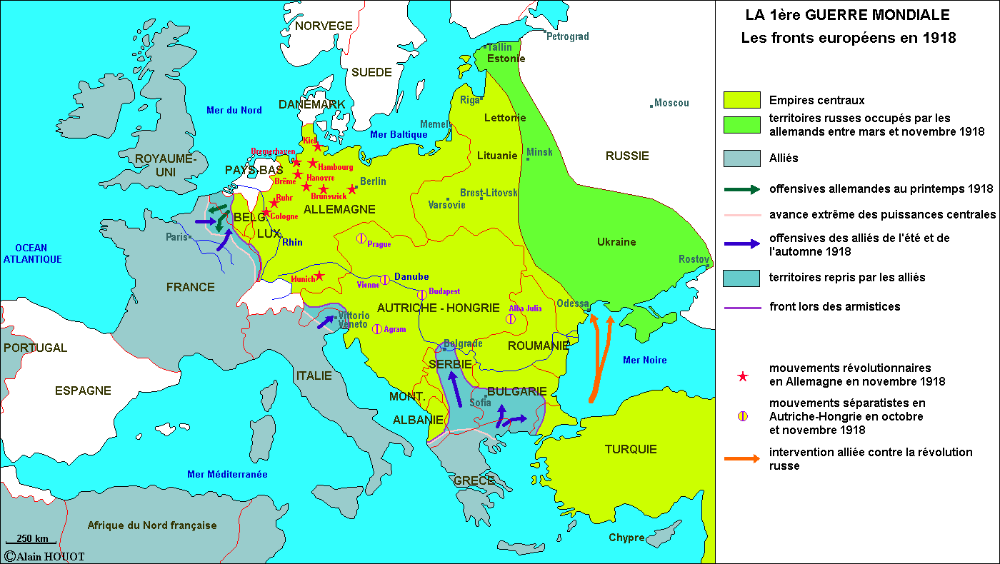 LA 1ère GUERRE MONDIALE
Les fronts européens en 1918
Empires centraux
territoires russes occupés par les
allemands entre mars et novembre 1918
Alliés
offensives allemandes au printemps 1918
avance extrême des puissances centrales
offensives des alliés de l'été et de
l'automne 1918
territoires repris par les alliés
front lors des armistices
mouvements révolutionnaires
en Allemagne en novembre 1918
mouvements séparatistes en
Autriche-Hongrie en octobre
et novembre 1918
intervention alliée contre la révolution
russe
NORVEGE
Petrograd
Tallin
Estonie
SUEDE
Riga
Moscou
DANEMARK
Mer du Nord
Lettonie
Memel
Mer Baltique
Kiel
Bremerhaven
Lituanie
Minsk
RUSSIE
ROYAUME-
UNI
PAYS-BAS
Hambourg
Brême
Hanovre
Berlin
Brunswick
Brest-Litovsk
Varsovie
Ruhr
ALLEMAGNE
BELG.
Cologne
LUX.
Paris
Rhin
Prague
Ukraine
OCEAN
ATLANTIQUE
Rostov
Munich
Danube
Vienne
FRANCE
Budapest
AUTRICHE - HONGRIE
Alba Julia
Odessa
Vittorio
Veneto
Agram
PORTUGAL
Belgrade
ROUMANIE
Mer Noire
SERBIE
ITALIE
ESPAGNE
MONT.
BULGARIE
Sofia
ALBANIE
TURQUIE
Mer Méditerranée
GRECE
Afrique du Nord française
Chypre
250 km
©Alain HOUOT